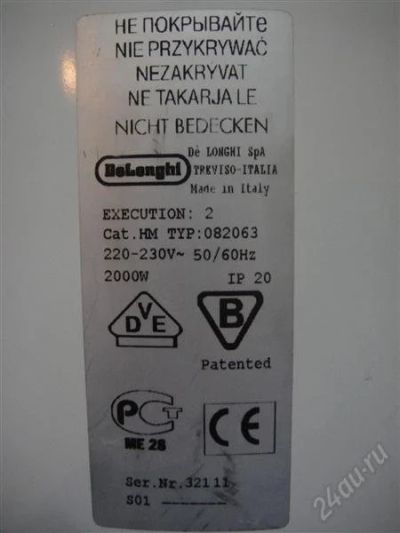 НЕ ПОКРЫВАЙТЕ
NIE PRZYKRYWAĆ
NEZAKRYVAT
NE TAKARJA LE
NICHT BEDECKEN
DeLonghi
De LONGHI SpA
TREVISO-ITALIA
Made in Italy
EXECUTION: 2
Cat.HM TYP:082063
220-230V~ 50/60Hz
2000W IP 20
DVE
B
Patented
PCT
ME 28
CE
Ser.Nr.32111
S01
24au.ru